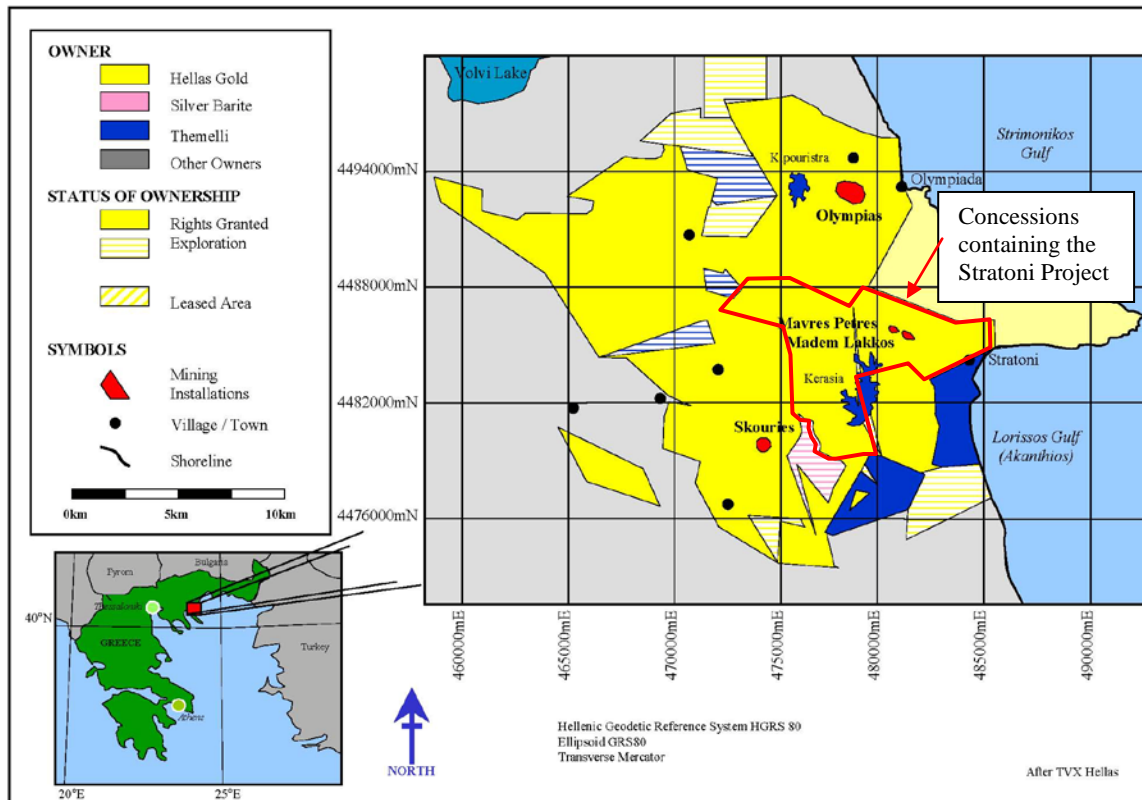 OWNER
Hellas Gold
Silver Barite
Themelli
Other Owners
STATUS OF OWNERSHIP
Rights Granted
Exploration
Leased Area
SYMBOLS
Mining
Installations
Village / Town
Shoreline
0km 5km 10km
Volvi Lake
Strimonikos
Gulf
Kipouristra
Olympiada
Olympias
Concessions
containing the
Stratoni Project
Mavres Petres
Madem Lakkos
Stratoni
Kerasia
Skouries
Lorissos Gulf
(Akanthios)
4494000mN
4488000mN
4482000mN
4476000mN
460000mE
465000mE
470000mE
475000mE
480000mE
485000mE
490000mE
Fyrom
Bulgaria
Thessaloniki
40°N
GREECE
Turkey
Athens
20°E
25°E
NORTH
Hellenic Geodetic Reference System HGRS 80
Ellipsoid GRS80
Transverse Mercator
After TVX Hellas